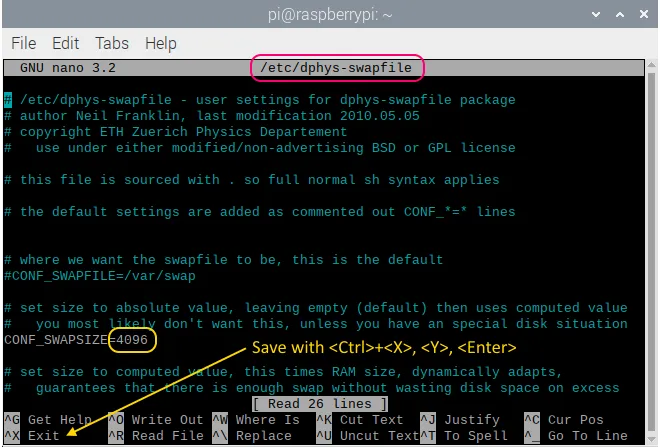 pi@raspberrypi: ~
File Edit Tabs Help
GNU nano 3.2 /etc/dphys-swapfile
# /etc/dphys-swapfile - user settings for dphys-swapfile package
# author Neil Franklin, last modification 2010.05.05
# copyright ETH Zuerich Physics Departement
#   use under either modified/non-advertising BSD or GPL license
# this file is sourced with . so full normal sh syntax applies
# the default settings are added as commented out CONF_*=* lines
# where we want the swapfile to be, this is the default
#CONF_SWAPFILE=/var/swap
# set size to absolute value, leaving empty (default) then uses computed value
#   you most likely don't want this, unless you have an special disk situation
CONF_SWAPSIZE=4096
Save with <Ctrl>+<X>, <Y>, <Enter>
# set size to computed value, this times RAM size, dynamically adapts,
#   guarantees that there is enough swap without wasting disk space on excess
[ Read 26 lines ]
^G Get Help ^O Write Out ^W Where Is ^K Cut Text ^J Justify ^C Cur Pos
^X Exit ^R Read File ^\ Replace ^U Uncut Text ^T To Spell ^_ Go To Line